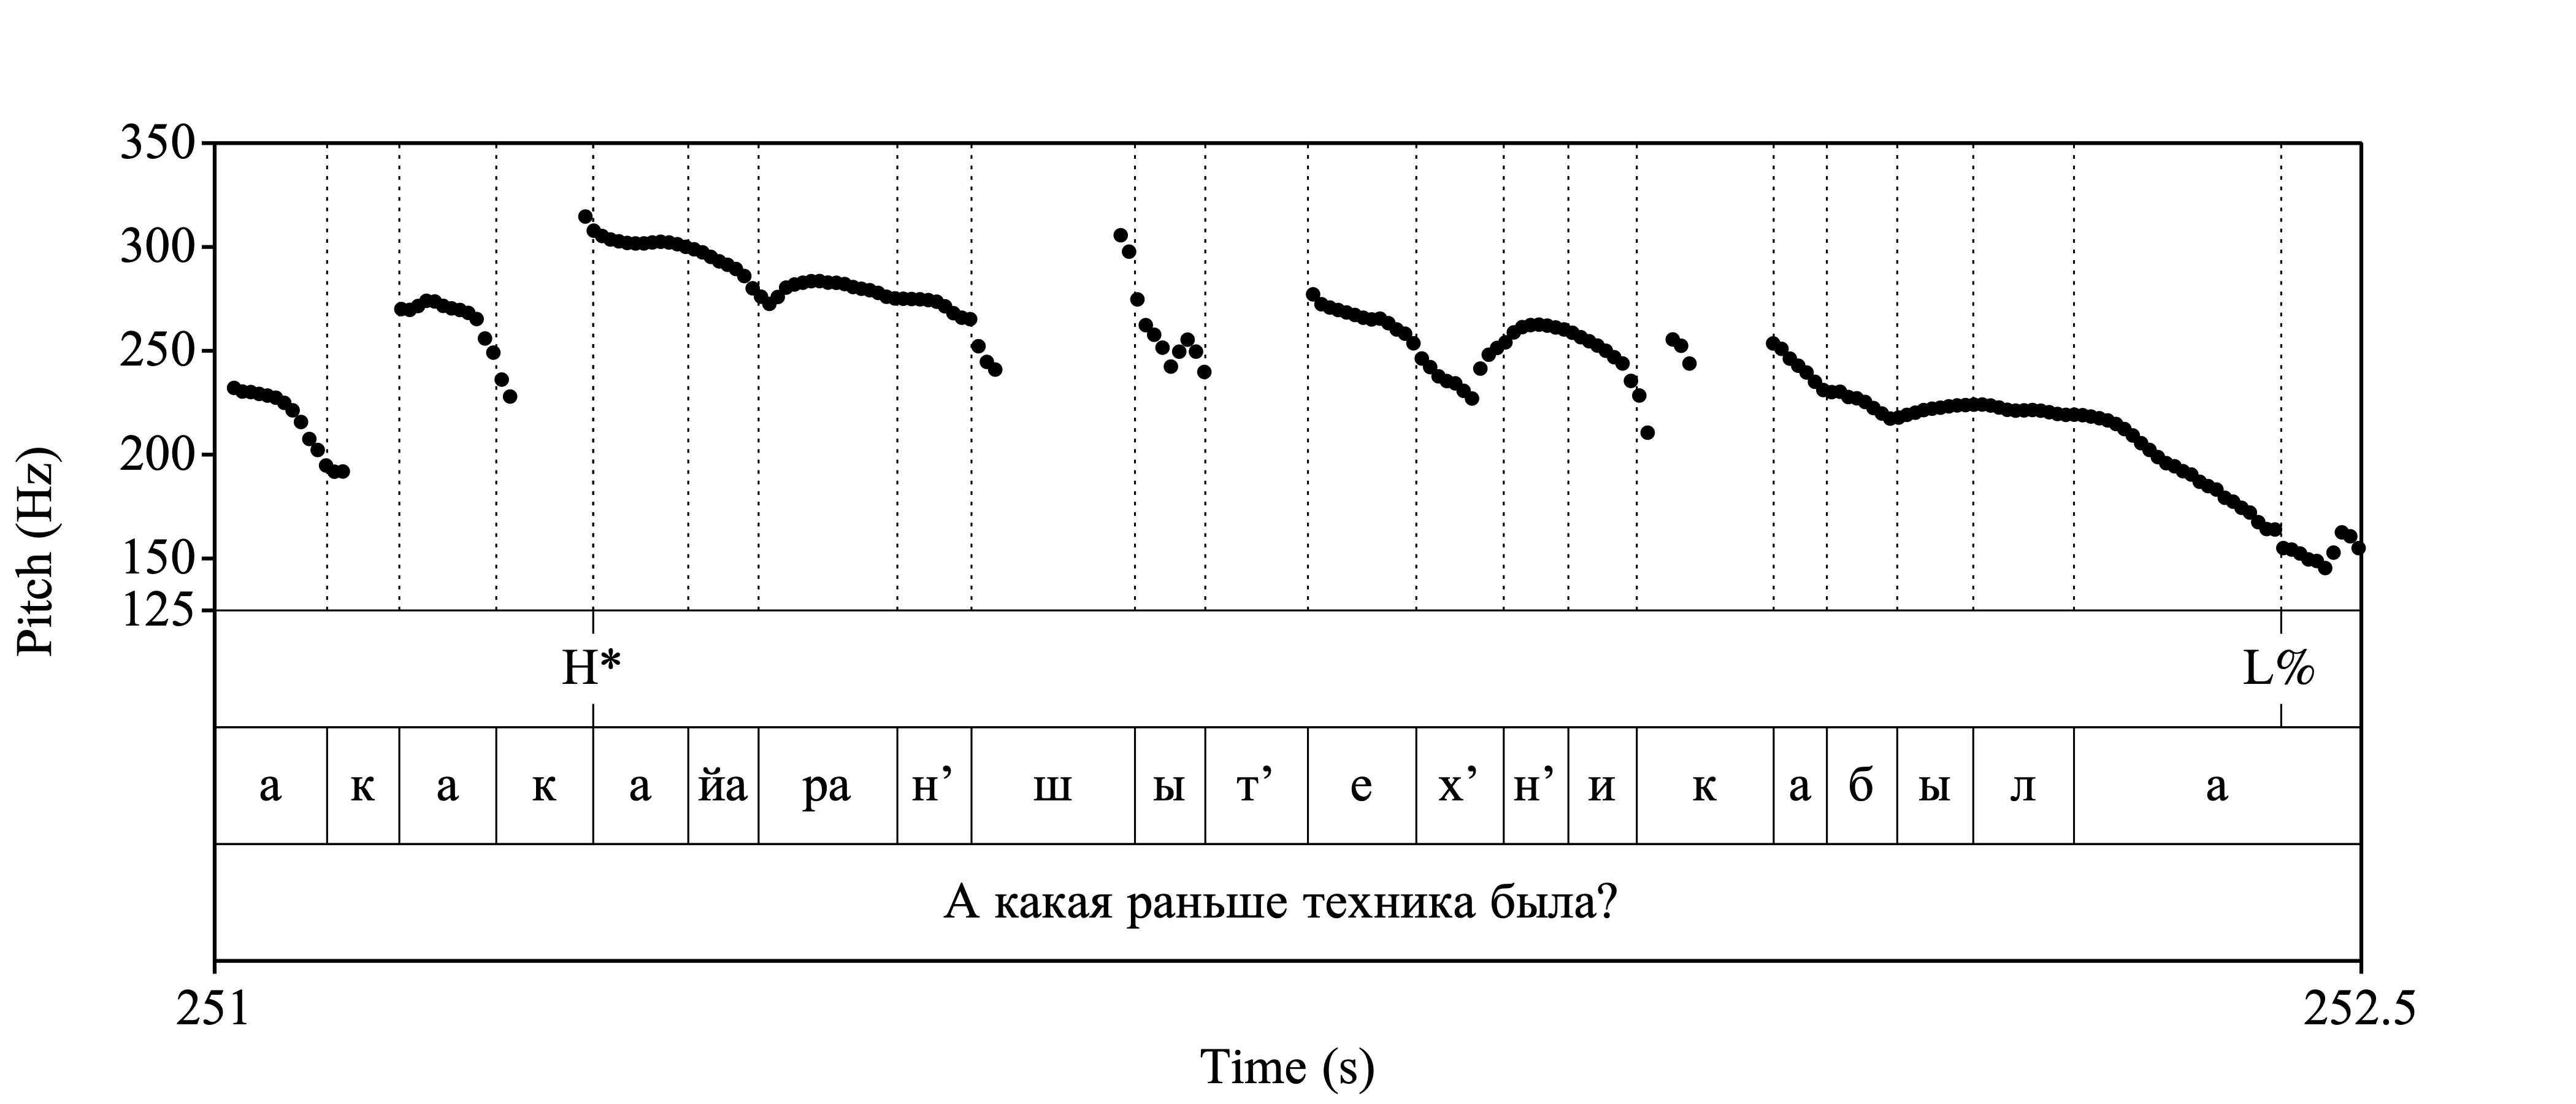 350
300
250
200
150
125
Pitch (Hz)
H* L%
а к а к а йа ра н’ ш ы т’ е х’ н’ и к а б ы л а
А какая раньше техника была?
251 252.5
Time (s)